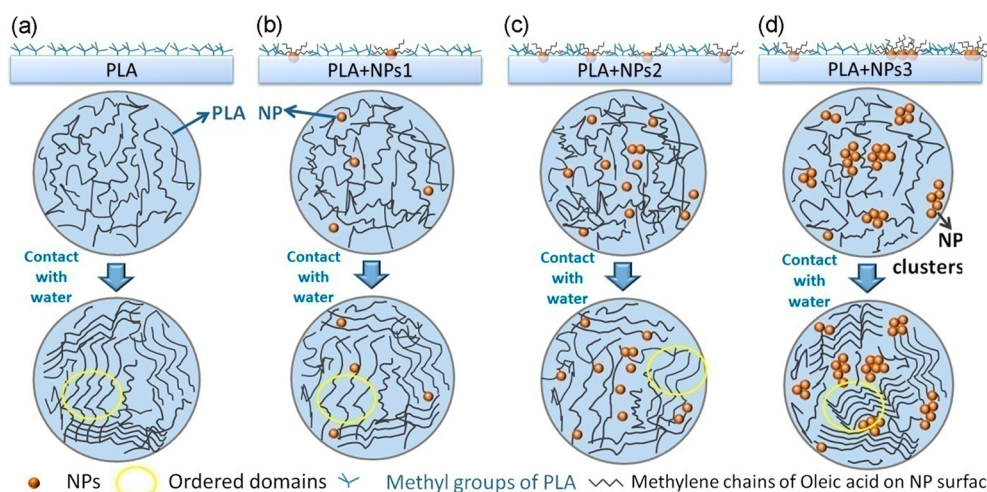 (a)
(b)
(c)
(d)
PLA
PLA+NPs1
PLA+NPs2
PLA+NPs3
PLA NP
NP
clusters
Contact
with
water
Contact
with
water
Contact
with
water
Contact
with
water
NPs Ordered domains Methyl groups of PLA Methylene chains of Oleic acid on NP surfac